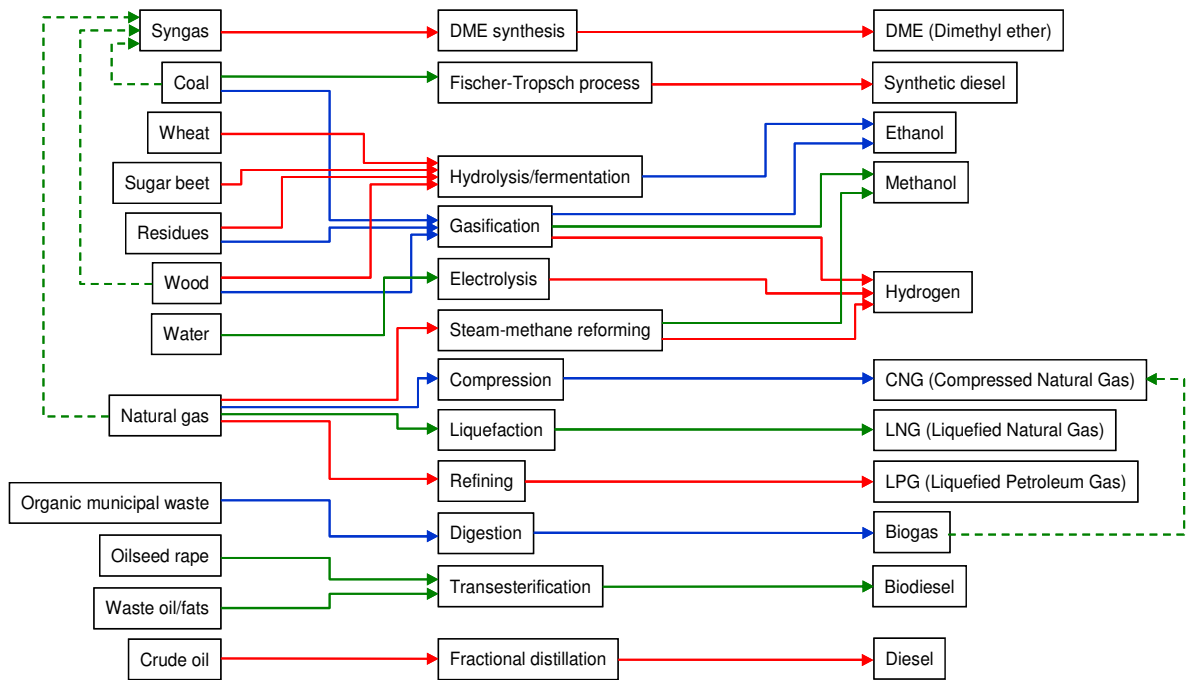 Syngas
DME synthesis
DME (Dimethyl ether)
Coal
Fischer-Tropsch process
Synthetic diesel
Wheat
Ethanol
Sugar beet
Hydrolysis/fermentation
Methanol
Residues
Gasification
Wood
Electrolysis
Hydrogen
Water
Steam-methane reforming
Compression
CNG (Compressed Natural Gas)
Natural gas
Liquefaction
LNG (Liquefied Natural Gas)
Refining
LPG (Liquefied Petroleum Gas)
Organic municipal waste
Digestion
Biogas
Oilseed rape
Transesterification
Biodiesel
Waste oil/fats
Crude oil
Fractional distillation
Diesel